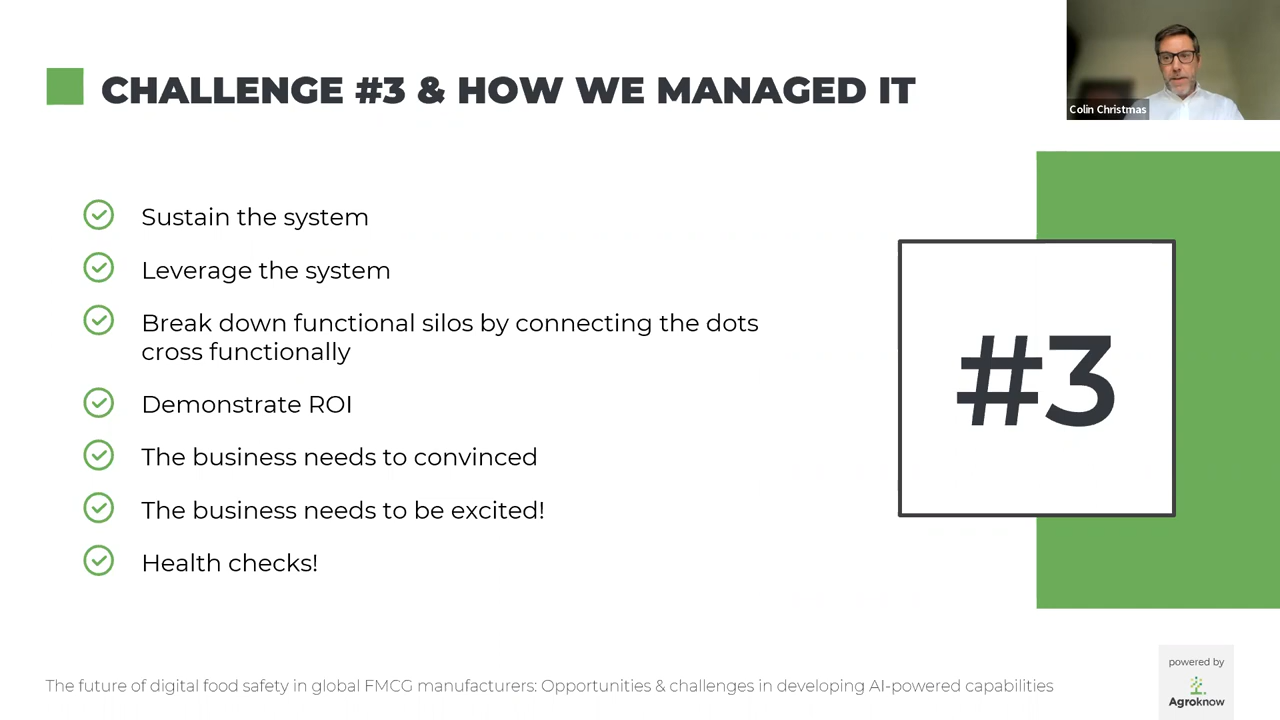 CHALLENGE #3 & HOW WE MANAGED IT
Colin Christmas
Sustain the system
Leverage the system
Break down functional silos by connecting the dots
cross functionally
Demonstrate ROI
The business needs to convinced
The business needs to be excited!
Health checks!
#3
The future of digital food safety in global FMCG manufacturers: Opportunities & challenges in developing AI-powered capabilities
powered by
Agroknow